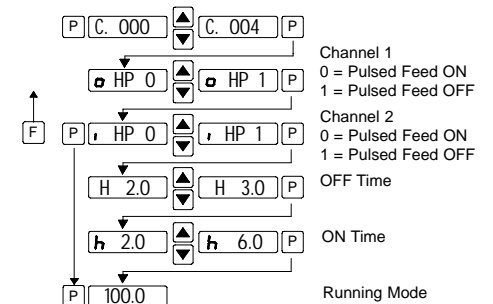 P C. 000 C. 004 P
Channel 1
o HP 0 o HP 1 P 0 = Pulsed Feed ON
1 = Pulsed Feed OFF
Channel 2
F P ı HP 0 ı HP 1 P 0 = Pulsed Feed ON
1 = Pulsed Feed OFF
H 2.0 H 3.0 P OFF Time
h 2.0 h 6.0 P ON Time
P 100.0 Running Mode